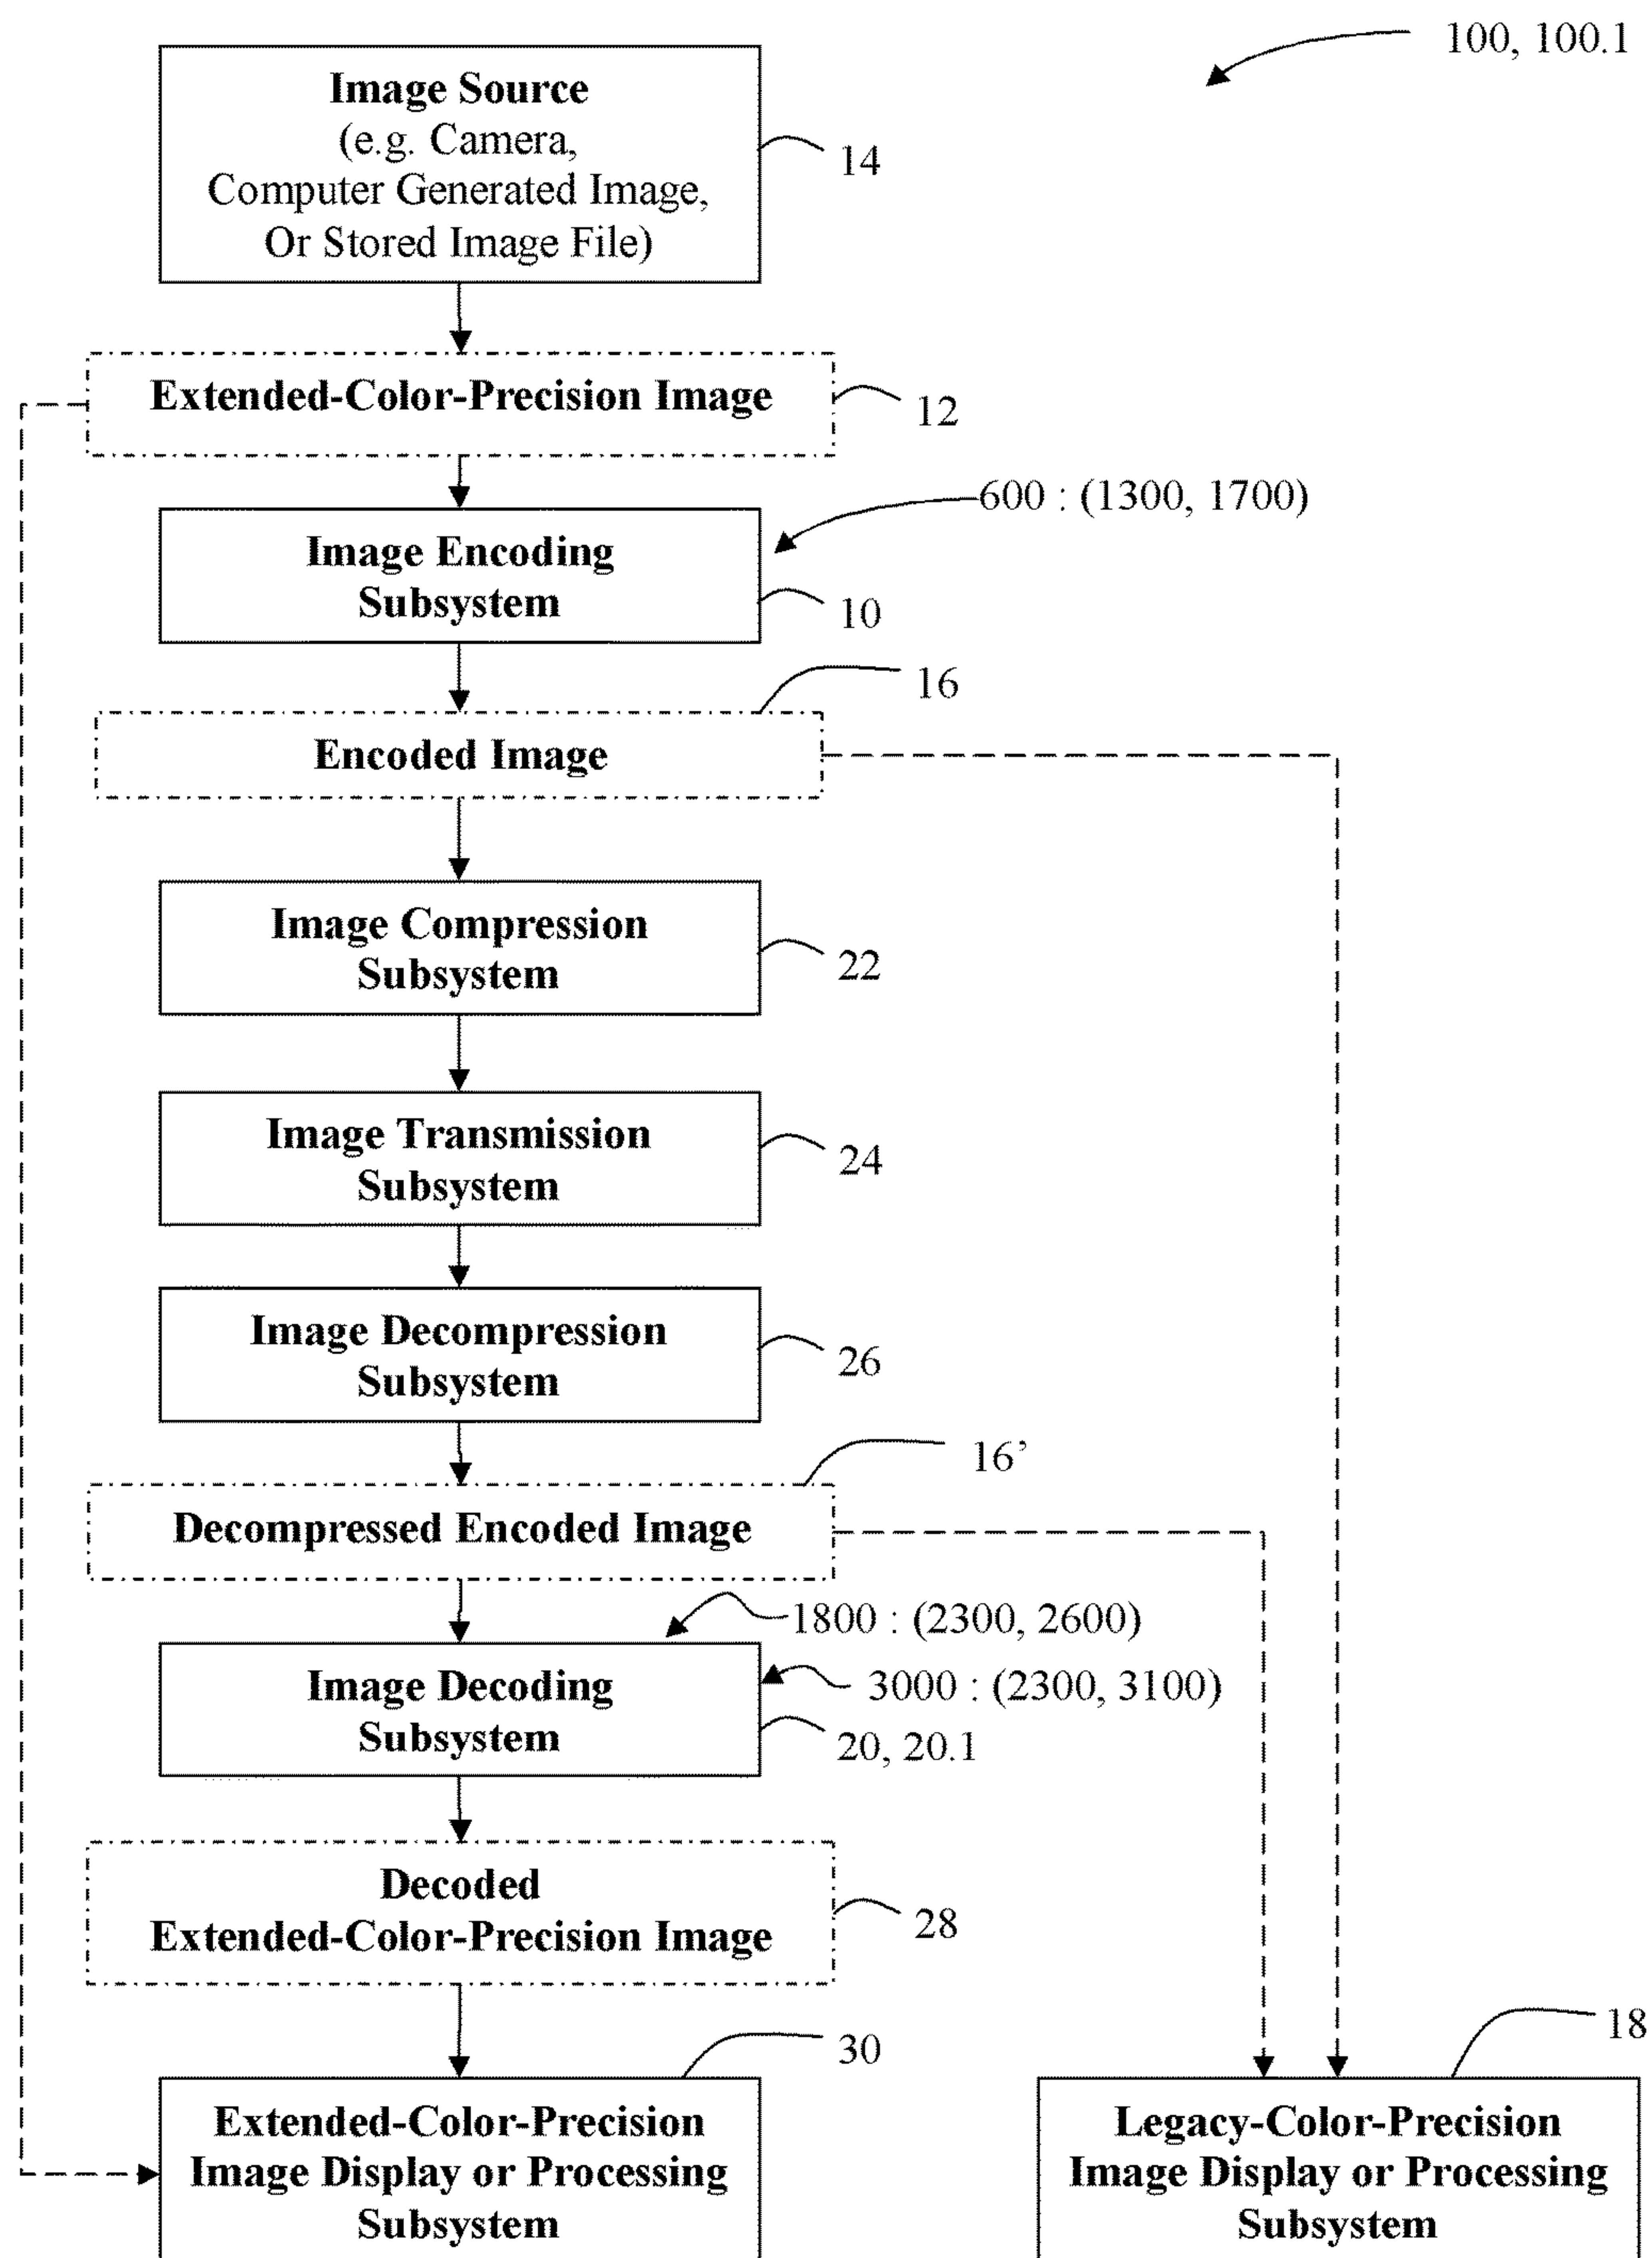 100, 100.1
Image Source
(e.g. Camera,
Computer Generated Image,
Or Stored Image File)
14
Extended-Color-Precision Image
12
600 : (1300, 1700)
Image Encoding
Subsystem
10
16
Encoded Image
Image Compression
Subsystem
22
Image Transmission
Subsystem
24
Image Decompression
Subsystem
26
16’
Decompressed Encoded Image
1800 : (2300, 2600)
Image Decoding
Subsystem
3000 : (2300, 3100)
20, 20.1
Decoded
Extended-Color-Precision Image
28
30
Extended-Color-Precision
Image Display or Processing
Subsystem
18
Legacy-Color-Precision
Image Display or Processing
Subsystem